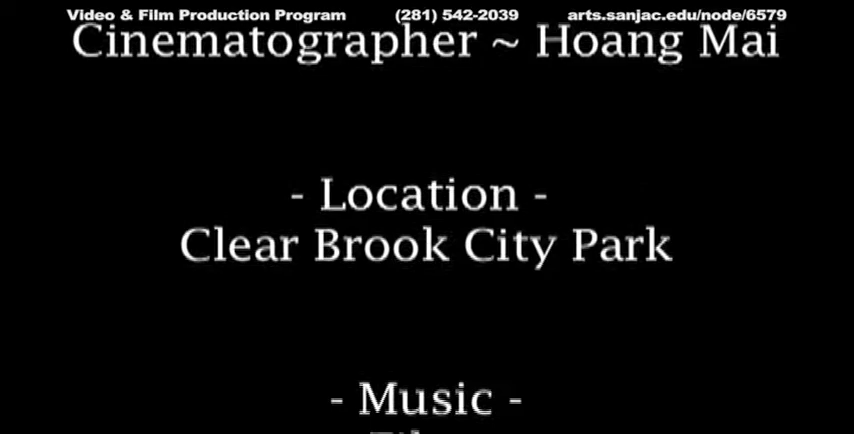 Video & Film Production Program (281) 542-2039 arts.sanjac.edu/node/6579
Cinematographer ~ Hoang Mai
- Location -
Clear Brook City Park
- Music -